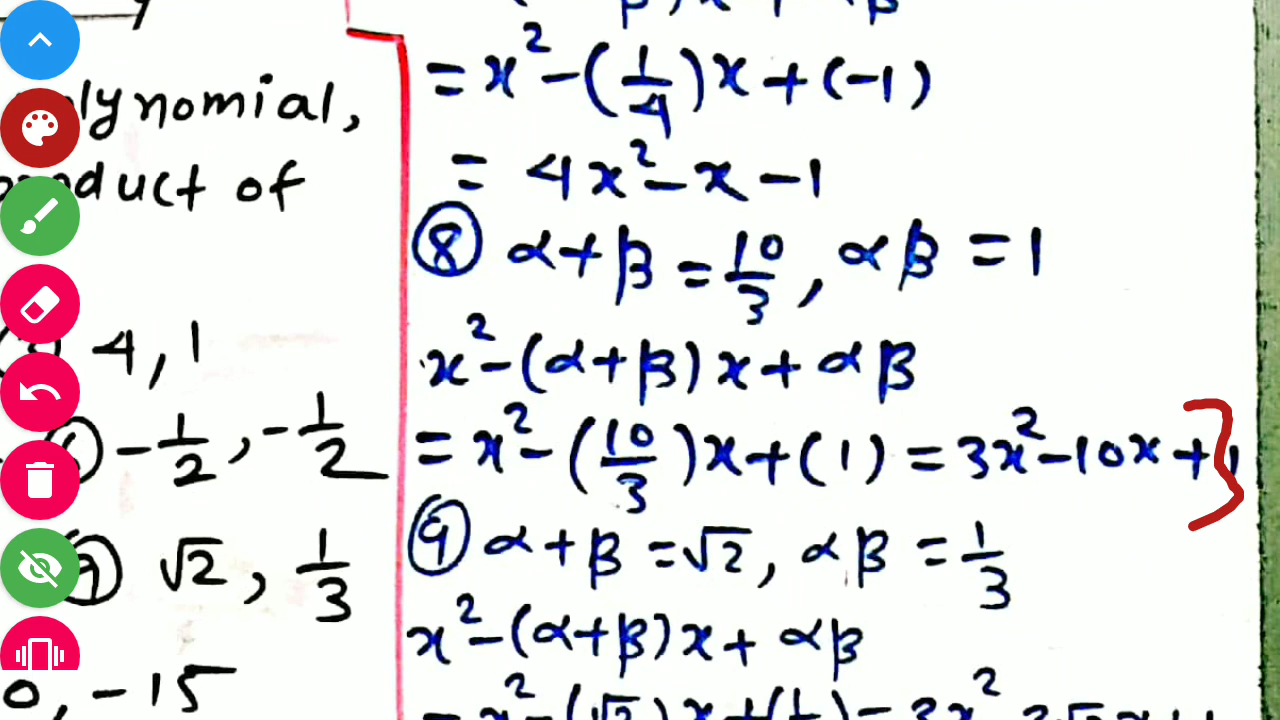 lynomial,
duct of
4, 1
-1/2, -1/2
9 √2, 1/3
0, -15
= x² - (1/4)x + (-1)
= 4x² - x - 1
8 α+β = 10/3, αβ = 1
x² - (α+β)x + αβ
= x² - (10/3)x + (1) = 3x² - 10x +
9 α+β = √2, αβ = 1/3
x² - (α+β)x + αβ